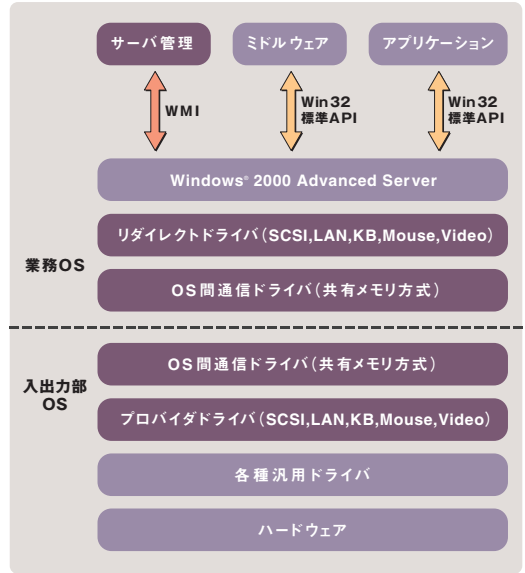 サーバ管理
ミドルウェア
アプリケーション
WMI
Win32
標準API
Win32
標準API
Windows® 2000 Advanced Server
リダイレクトドライバ(SCSI,LAN,KB,Mouse,Video)
業務OS
OS間通信ドライバ(共有メモリ方式)
OS間通信ドライバ(共有メモリ方式)
入出力部
OS
プロバイダドライバ(SCSI,LAN,KB,Mouse,Video)
各種汎用ドライバ
ハードウェア